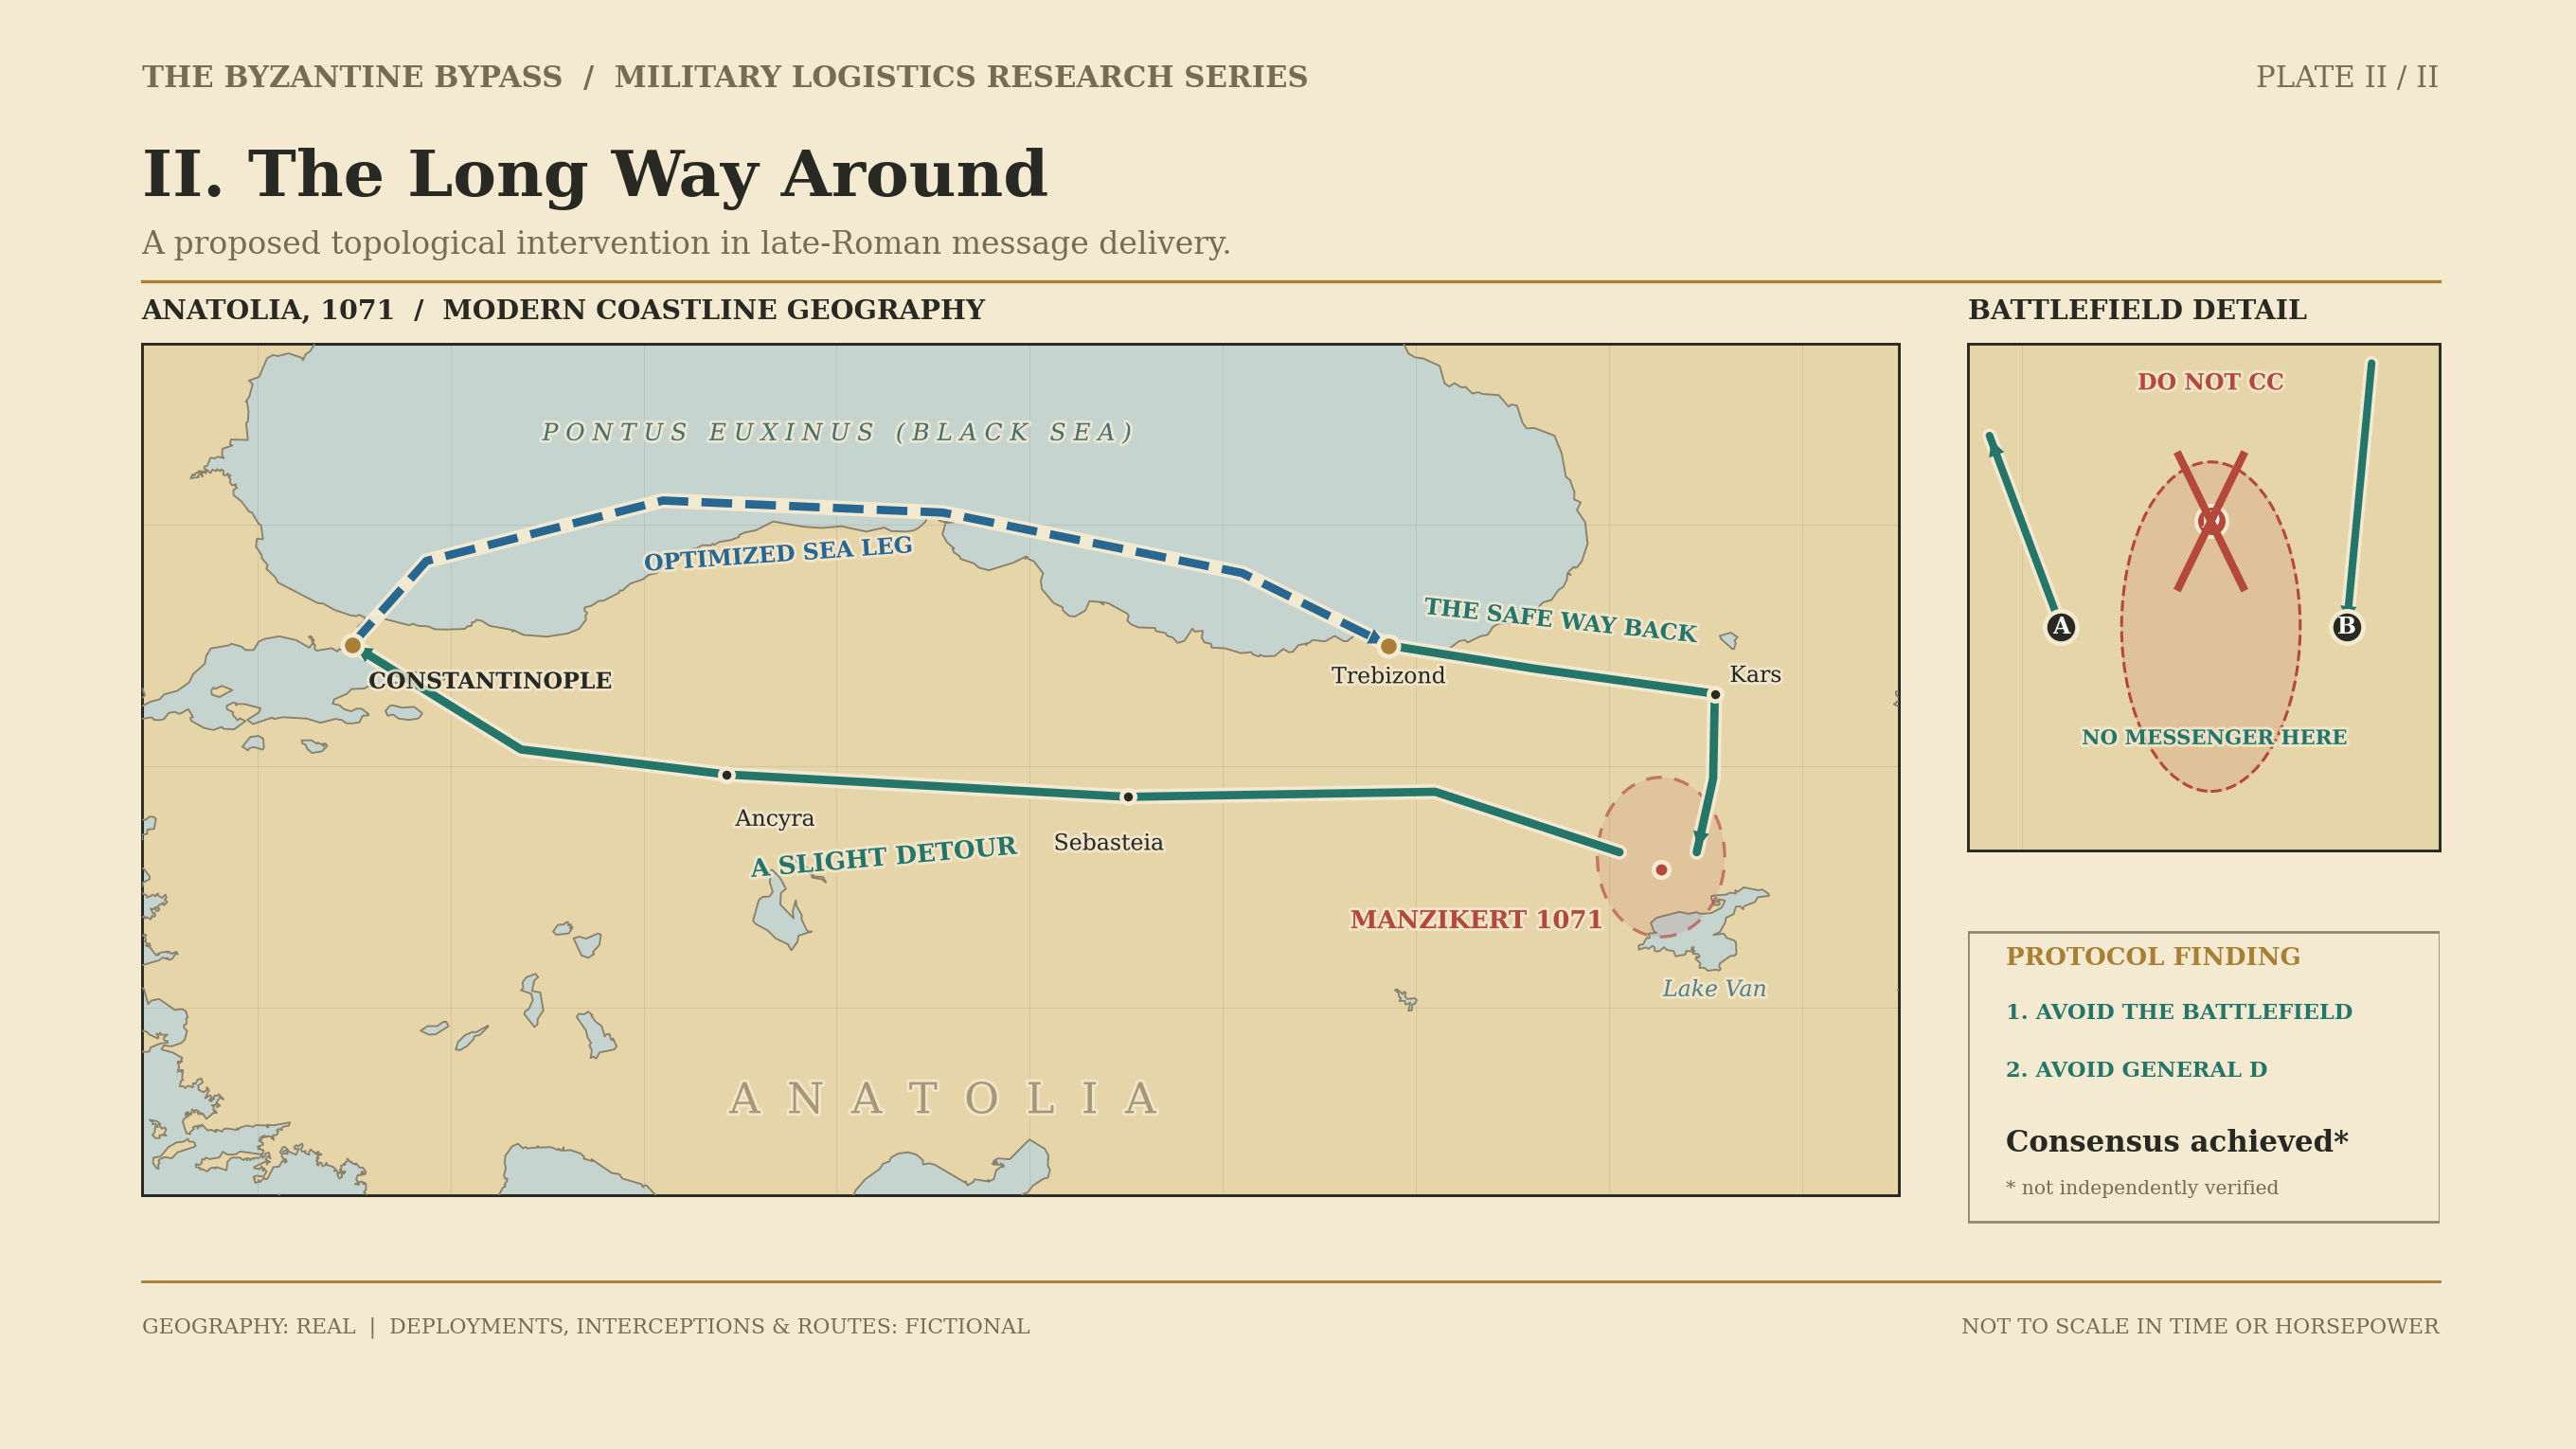 THE BYZANTINE BYPASS / MILITARY LOGISTICS RESEARCH SERIES
PLATE II / II
II. The Long Way Around
A proposed topological intervention in late-Roman message delivery.
ANATOLIA, 1071 / MODERN COASTLINE GEOGRAPHY
PONTUS EUXINUS (BLACK SEA)
OPTIMIZED SEA LEG
THE SAFE WAY BACK
CONSTANTINOPLE
Trebizond
Kars
Ancyra
Sebasteia
A SLIGHT DETOUR
MANZIKERT 1071
Lake Van
ANATOLIA
BATTLEFIELD DETAIL
DO NOT CC
A
B
NO MESSENGER HERE
PROTOCOL FINDING
1. AVOID THE BATTLEFIELD
2. AVOID GENERAL D
Consensus achieved*
* not independently verified
GEOGRAPHY: REAL | DEPLOYMENTS, INTERCEPTIONS & ROUTES: FICTIONAL
NOT TO SCALE IN TIME OR HORSEPOWER